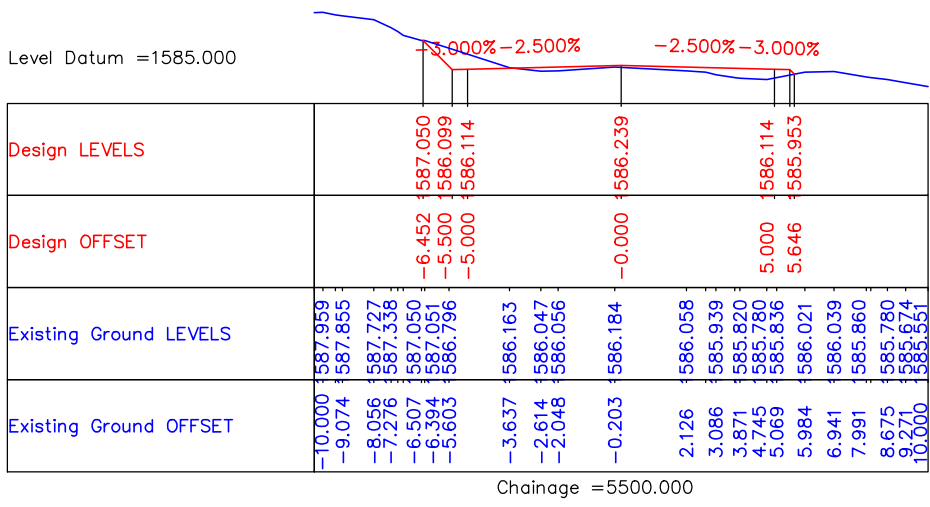 -3.000% -2.500% -2.500% -3.000%
Level Datum =1585.000
Design LEVELS 1587.050 1586.099 1586.114 1586.239 1586.114 1585.953
Design OFFSET -6.452 -5.500 -5.000 -0.000 5.000 5.646
Existing Ground LEVELS 1587.959 1587.855 1587.727 1587.338 1587.050 1587.051 1586.796 1586.163 1586.047 1586.056 1586.184 1586.058 1585.939 1585.820 1585.780 1585.836 1586.021 1586.039 1585.860 1585.780 1585.674 1585.551
Existing Ground OFFSET -10.000 -9.074 -8.056 -7.276 -6.507 -6.394 -5.603 -3.637 -2.614 -2.048 -0.203 2.126 3.086 3.871 4.745 5.069 5.984 6.941 7.991 8.675 9.271 10.000
Chainage =5500.000